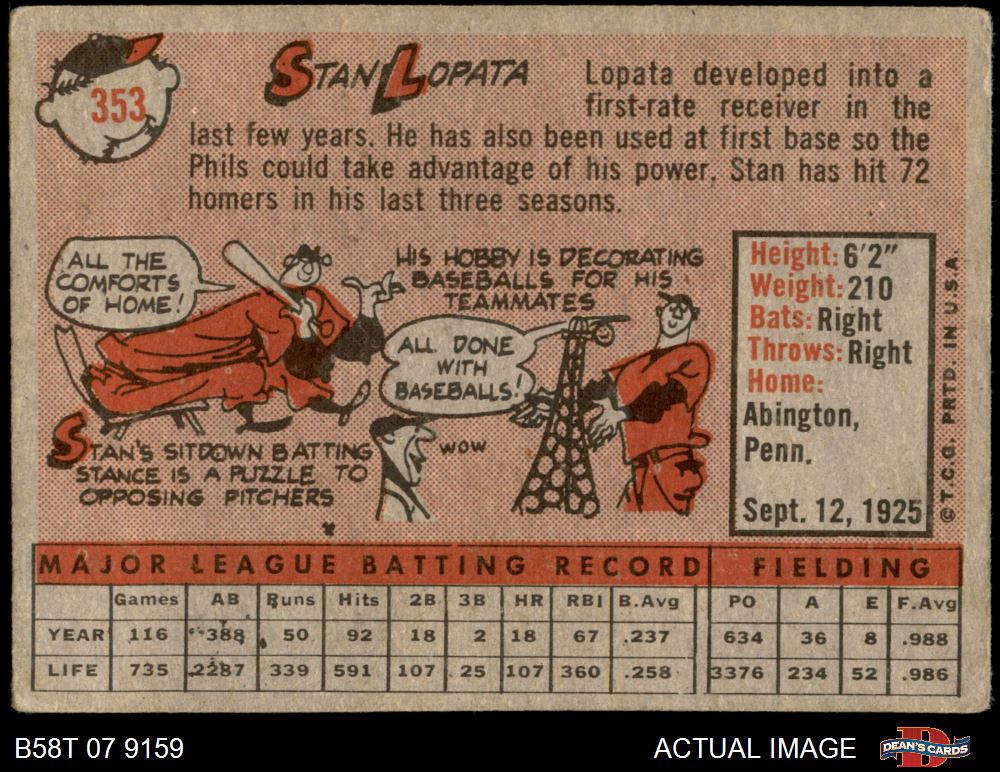 353
STAN LOPATA
Lopata developed into a
first-rate receiver in the
last few years. He has also been used at first base so the
Phils could take advantage of his power. Stan has hit 72
homers in his last three seasons.
ALL THE
COMFORTS
OF HOME!
STAN'S SITDOWN BATTING
STANCE IS A PUZZLE TO
OPPOSING PITCHERS
HIS HOBBY IS DECORATING
BASEBALLS FOR HIS
TEAMMATES
ALL DONE
WITH
BASEBALLS!
WOW
Height: 6'2"
Weight: 210
Bats: Right
Throws: Right
Home:
Abington,
Penn.
Sept. 12, 1925
© T.C.G. PRTD. IN U.S.A.
MAJOR LEAGUE BATTING RECORD FIELDING
Games AB Runs Hits 2B 3B HR RBI B.Avg PO A E F.Avg
YEAR 116 388 50 92 18 2 18 67 .237 634 36 8 .988
LIFE 735 2287 339 591 107 25 107 360 .258 3376 234 52 .986
B58T 07 9159 ACTUAL IMAGE D DEAN'S CARDS